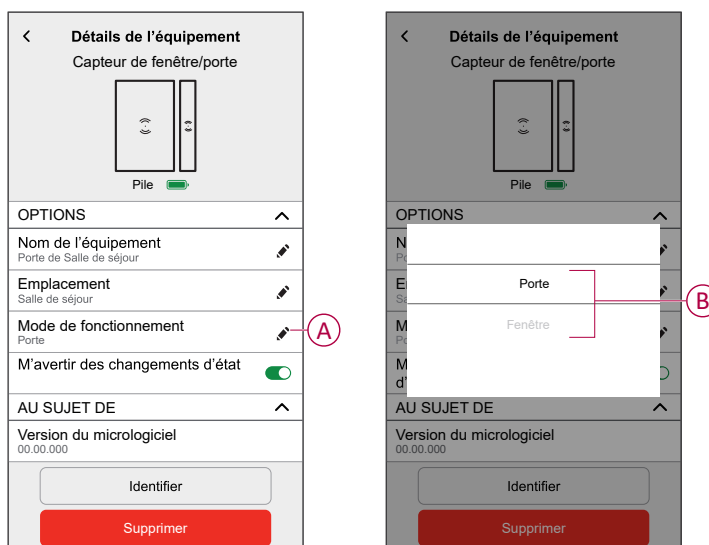 Détails de l'équipement
Capteur de fenêtre/porte
Pile
OPTIONS
Nom de l'équipement
Porte de Salle de séjour
Emplacement
Salle de séjour
Mode de fonctionnement
Porte
A
M'avertir des changements d'état
AU SUJET DE
Version du micrologiciel
00.00.000
Identifier
Supprimer
Détails de l'équipement
Capteur de fenêtre/porte
Pile
OPTIONS
N
Po
E
Sa
Porte
B
M
Po
Fenêtre
M
d'
AU SUJET DE
Version du micrologiciel
00.00.000
Identifier
Supprimer